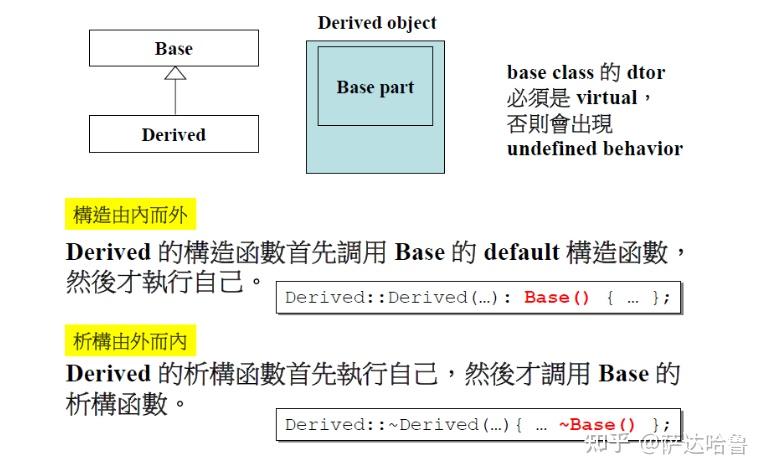 Derived object
Base
Base part
Derived
base class 的 dtor
必須是 virtual，
否則會出現
undefined behavior
構造由內而外
Derived 的構造函數首先調用 Base 的 default 構造函數，
然後才執行自己。
Derived::Derived(…): Base() { … };
析構由外而內
Derived 的析構函數首先執行自己，然後才調用 Base 的
析構函數。
Derived::~Derived(…){ … ~Base() };
知乎 @萨达哈鲁